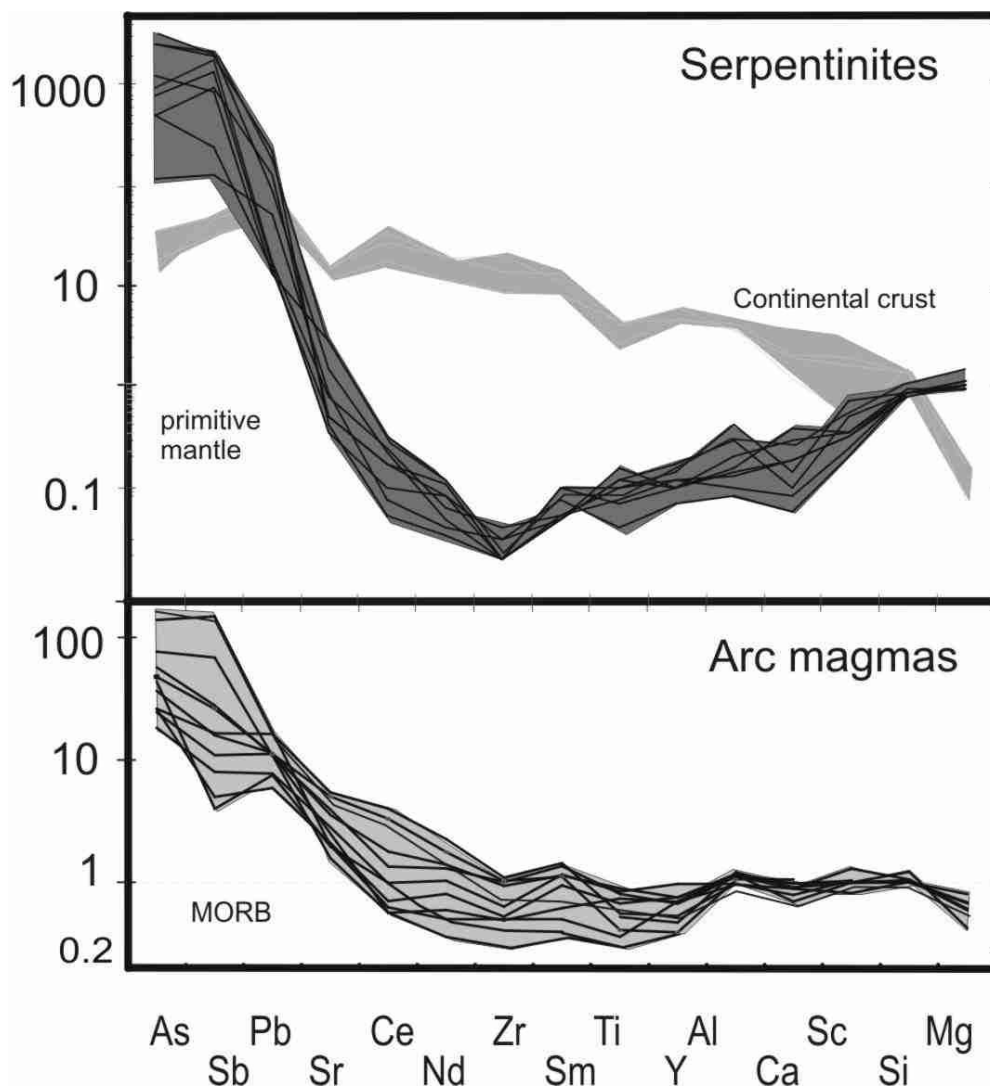 Serpentinites
1000
10
Continental crust
primitive
mantle
0.1
100
Arc magmas
10
1
MORB
0.2
As Pb Ce Zr Ti Al Sc Mg
Sb Sr Nd Sm Y Ca Si